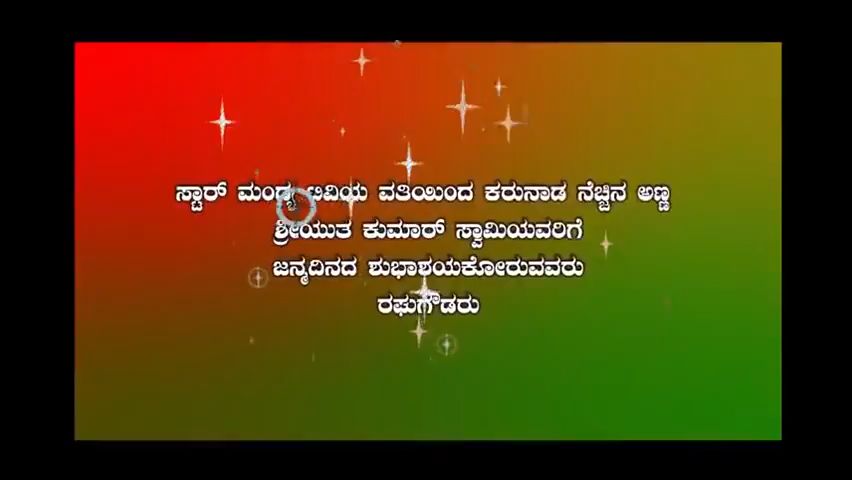 ಸ್ಟಾರ್ ಮಂಡ್ಯ ಟಿವಿಯ ವತಿಯಿಂದ ಕರುನಾಡ ನೆಚ್ಚಿನ ಅಣ್ಣ
ಶ್ರೀಯುತ ಕುಮಾರ್ ಸ್ವಾಮಿಯವರಿಗೆ
ಜನ್ಮದಿನದ ಶುಭಾಶಯಕೋರುವವರು
ರಘುಗೌಡರು